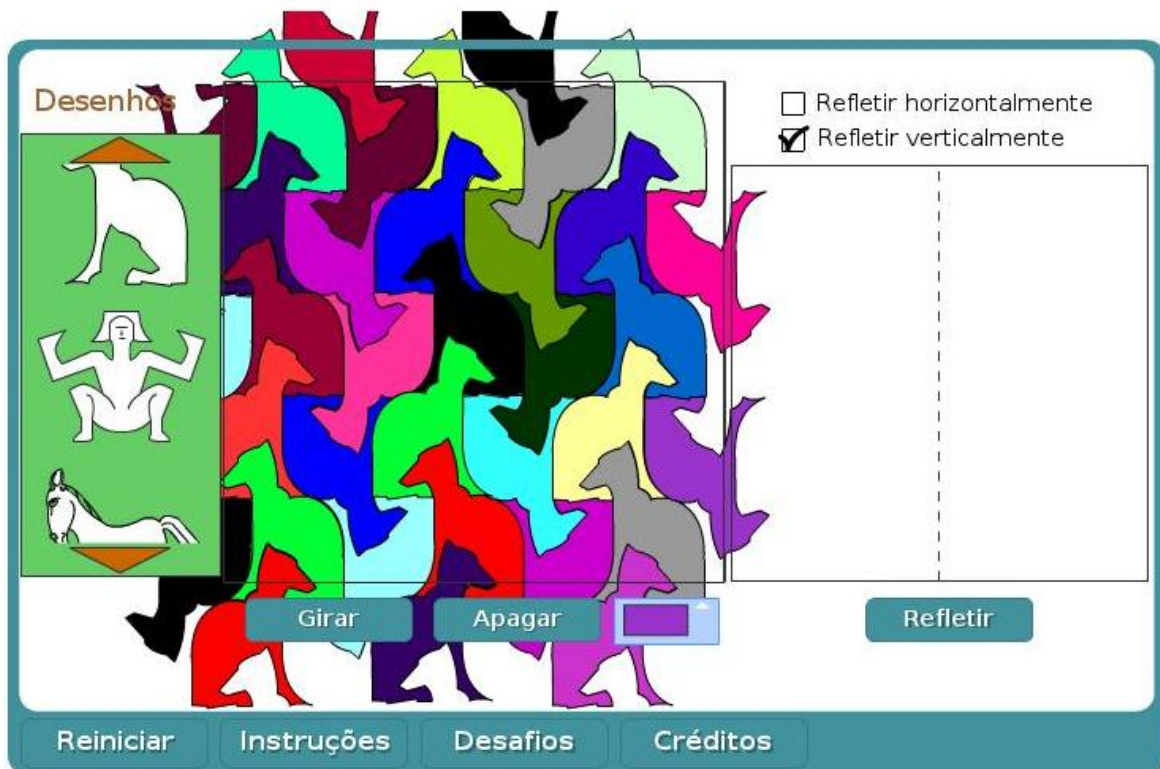 Desenhos
Refletir horizontalmente
Refletir verticalmente
Girar
Apagar
Refletir
Reiniciar
Instruções
Desafios
Créditos